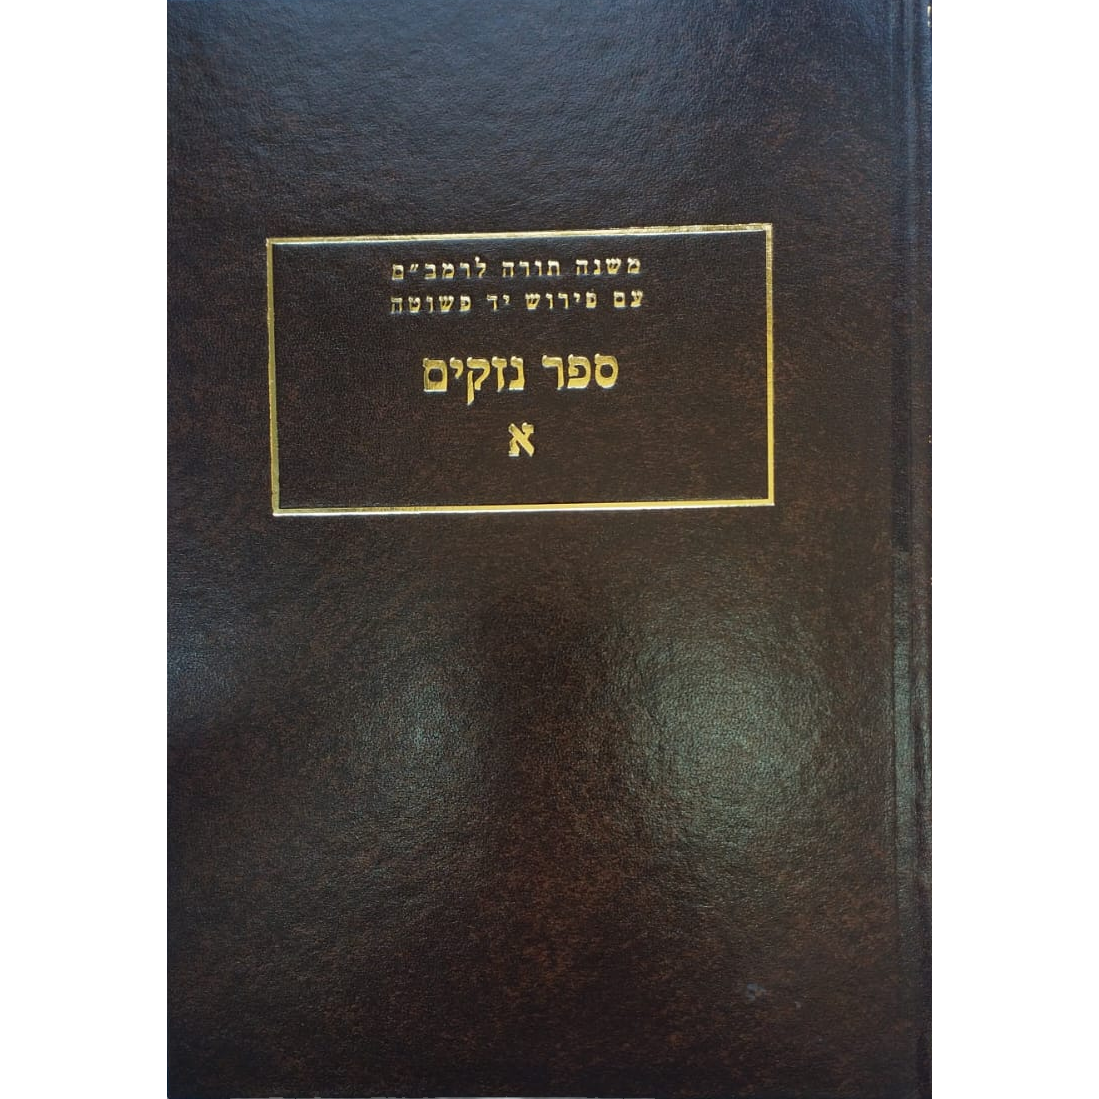 משנה תורה לרמב״ם
עם פירוש יד פשוטה
ספר נזקים
א